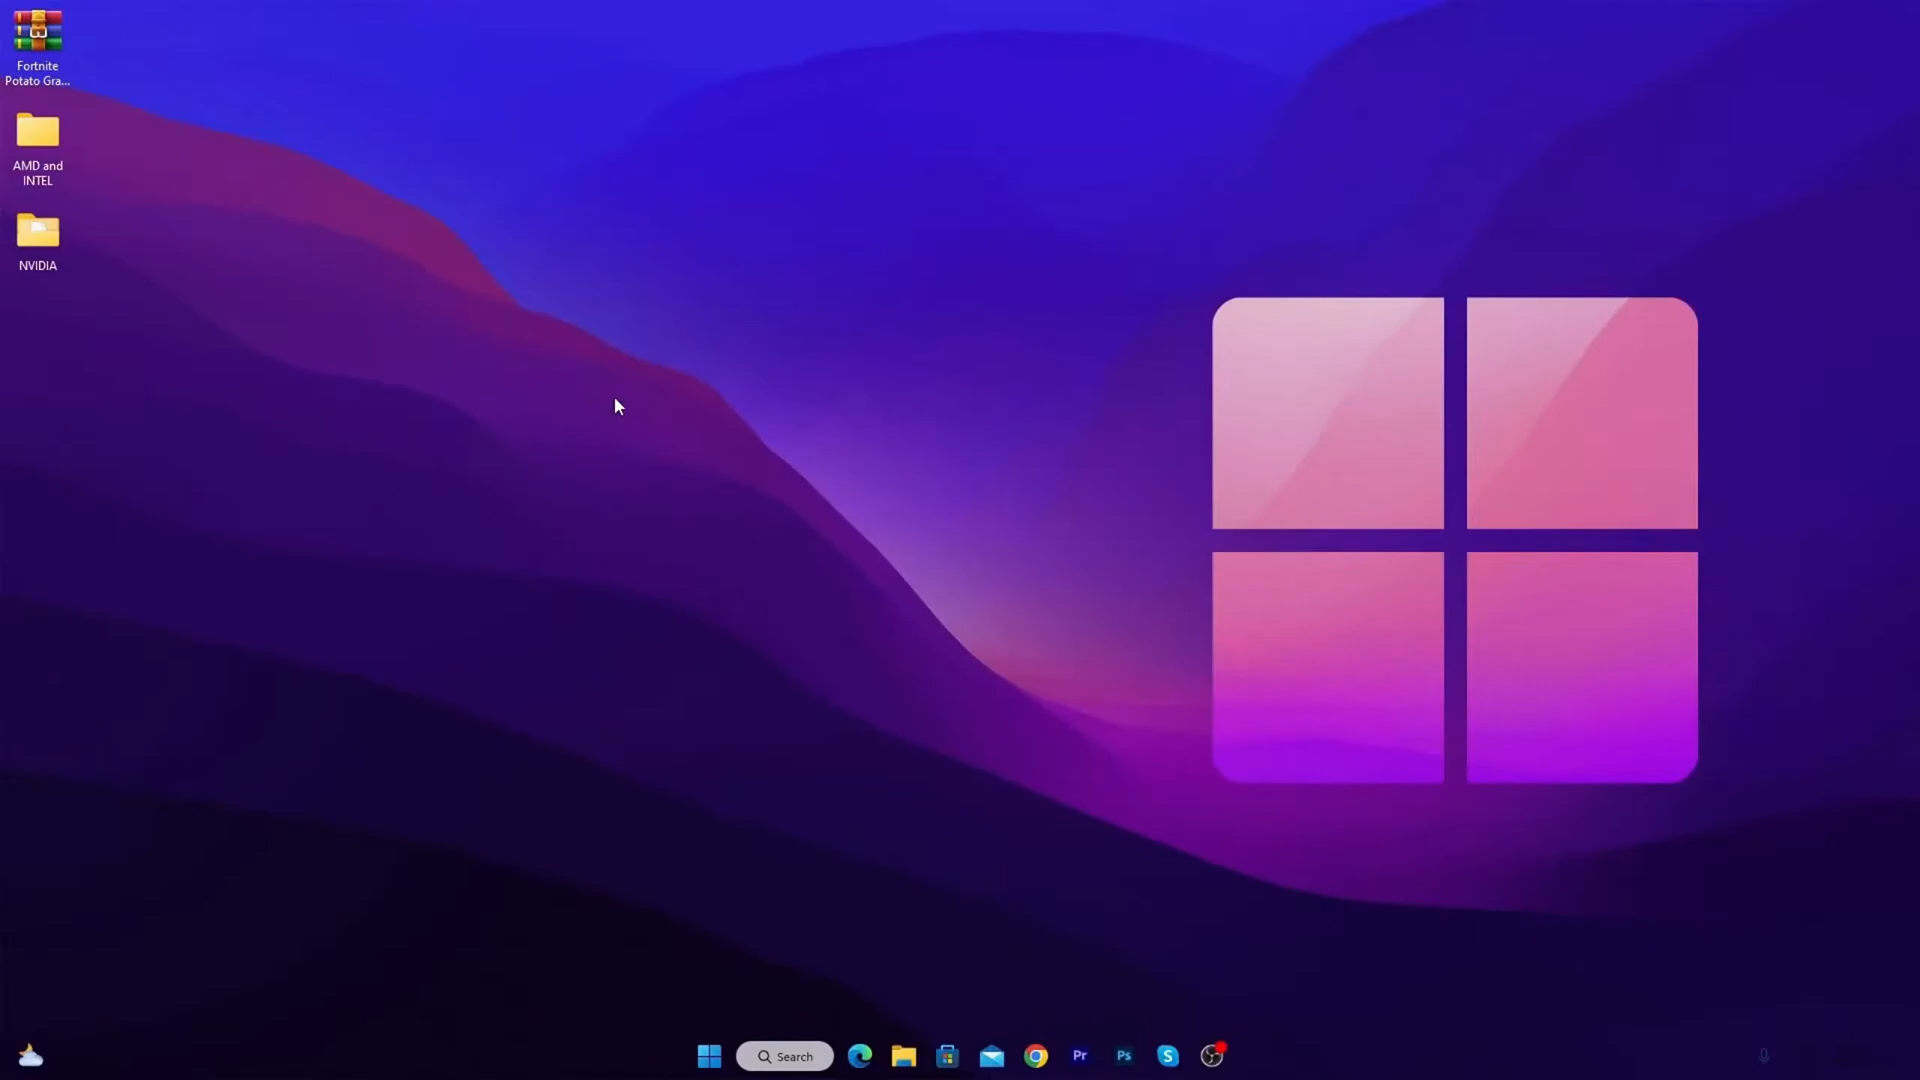 Fortnite
Potato Gra...
AMD and
INTEL
NVIDIA
Search
Pr
Ps
S